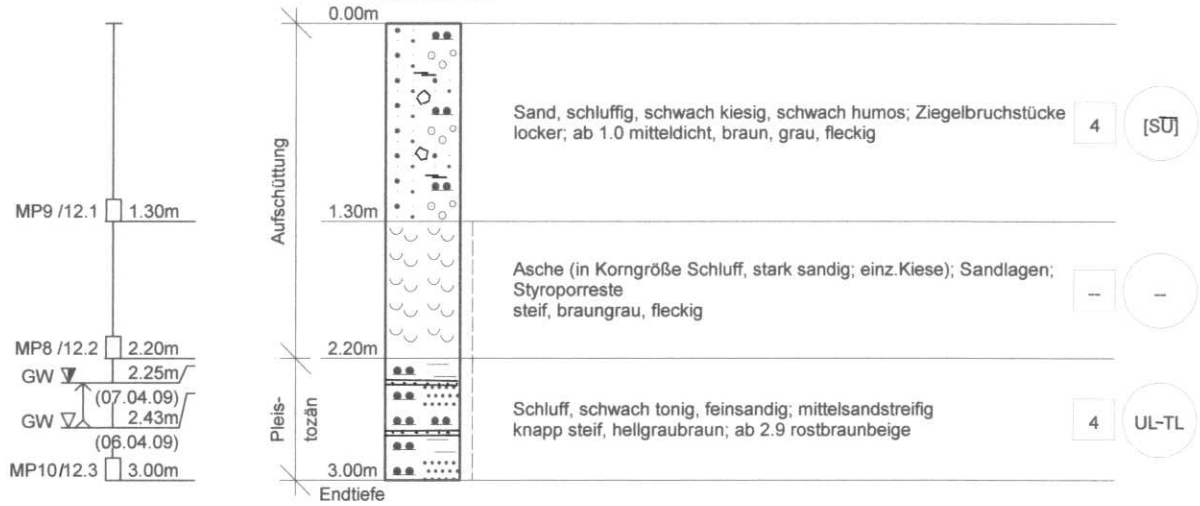 0.00m
Sand, schluffig, schwach kiesig, schwach humos; Ziegelbruchstücke
locker; ab 1.0 mitteldicht, braun, grau, fleckig
4
[SU̅]
Aufschüttung
MP9 /12.1 1.30m
1.30m
Asche (in Korngröße Schluff, stark sandig; einz.Kiese); Sandlagen;
Styroporreste
steif, braungrau, fleckig
--
--
MP8 /12.2 2.20m
2.20m
GW 2.25m
(07.04.09)
GW 2.43m
(06.04.09)
Pleis-
tozän
Schluff, schwach tonig, feinsandig; mittelsandstreifig
knapp steif, hellgraubraun; ab 2.9 rostbraunbeige
4
UL-TL
MP10/12.3 3.00m
3.00m
Endtiefe